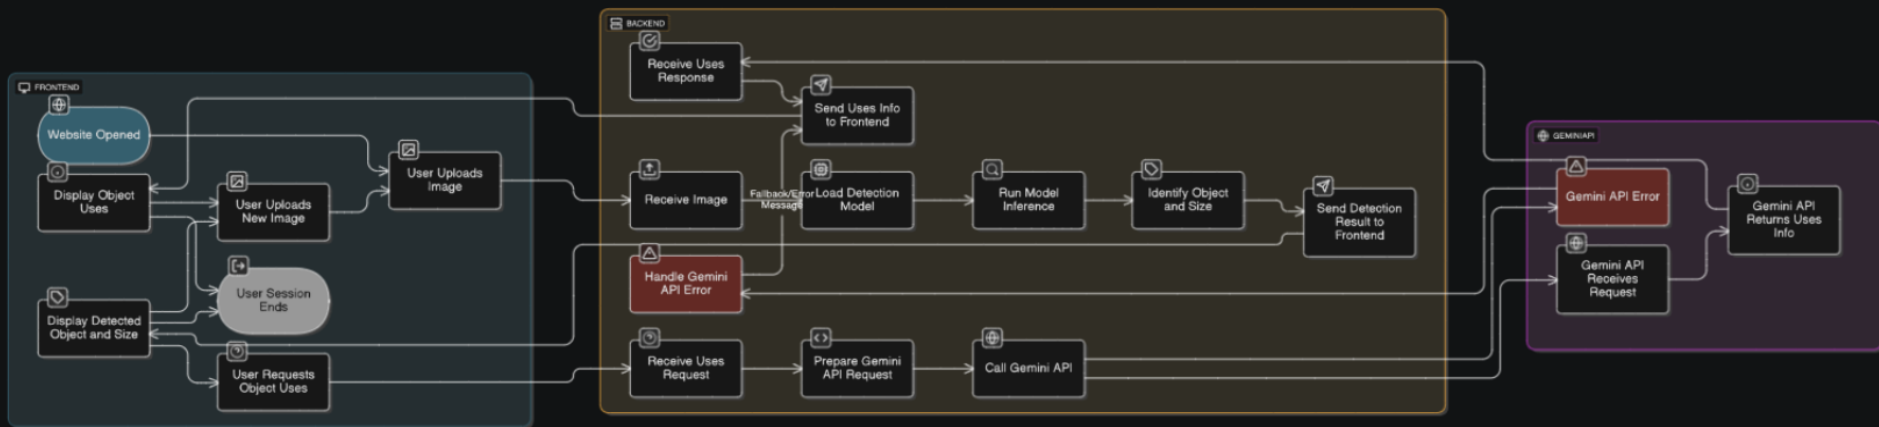 FRONTEND
Website Opened
Display Object
Uses
User Uploads
New Image
User Uploads
Image
User Session
Ends
Display Detected
Object and Size
User Requests
Object Uses
BACKEND
Receive Uses
Response
Send Uses Info
to Frontend
Receive Image
Fallback/Error
Message
Load Detection
Model
Run Model
Inference
Identify Object
and Size
Send Detection
Result to
Frontend
Handle Gemini
API Error
Receive Uses
Request
Prepare Gemini
API Request
Call Gemini API
GEMINIAPI
Gemini API Error
Gemini API
Returns Uses
Info
Gemini API
Receives
Request